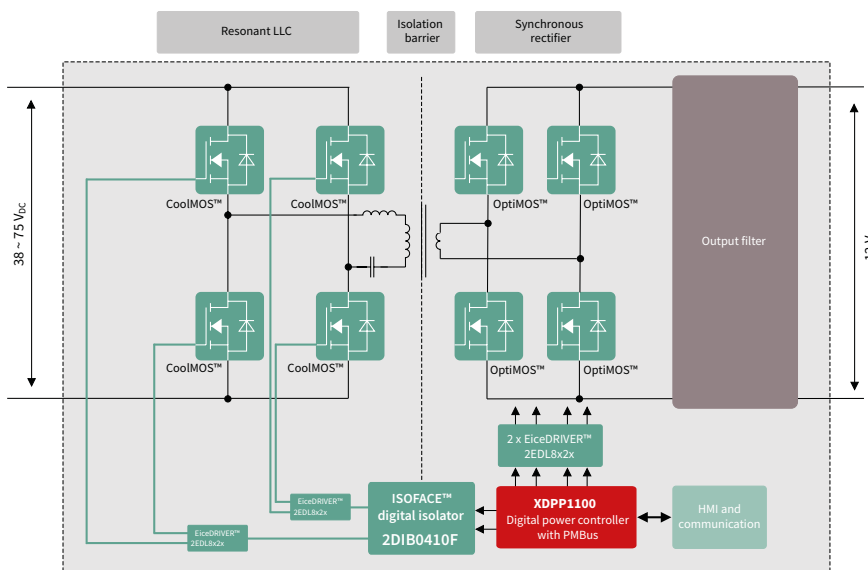 Resonant LLC
Isolation
barrier
Synchronous
rectifier
CoolMOS™
CoolMOS™
OptiMOS™
OptiMOS™
38 ~ 75 VDC
Output filter
CoolMOS™
CoolMOS™
OptiMOS™
OptiMOS™
2 x EiceDRIVER™
2EDL8x2x
EiceDRIVER™
2EDL8x2x
ISOFACE™
digital isolator
2DIB0410F
XDPP1100
Digital power controller
with PMBus
HMI and
communication
EiceDRIVER™
2EDL8x2x